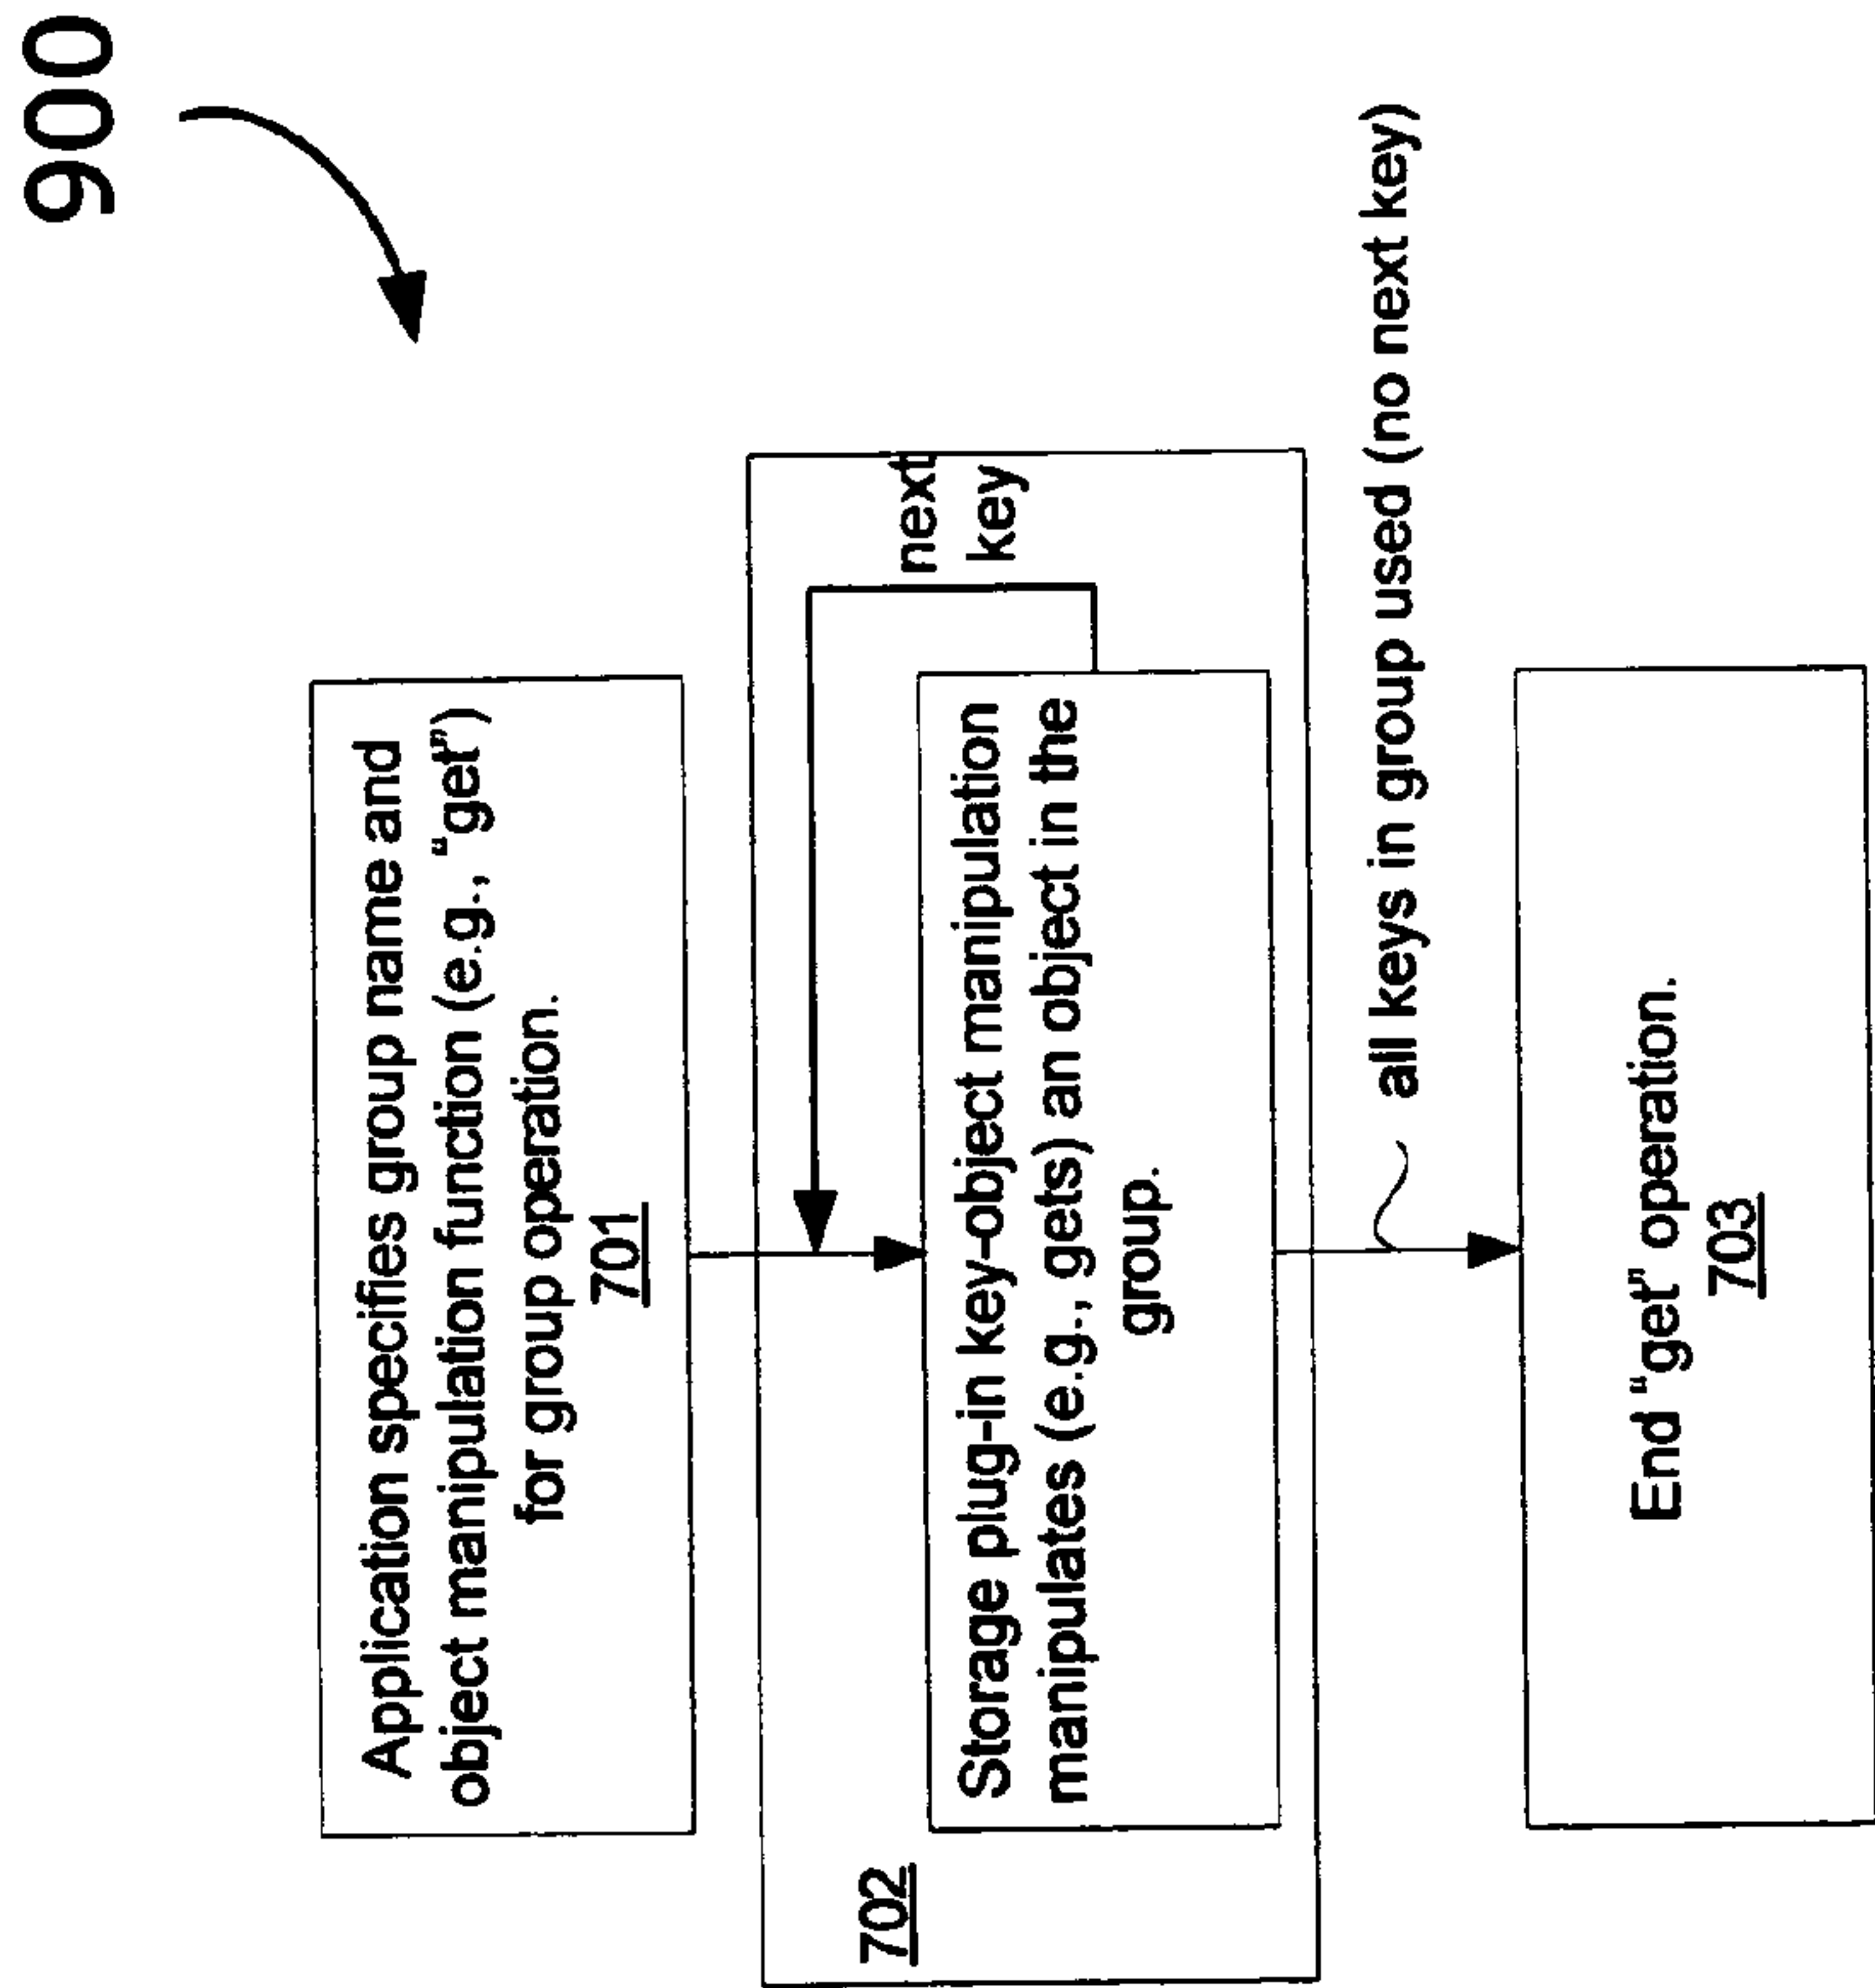 900
Application specifies group name and
object manipulation function (e.g., “get”)
for group operation.
701
next
key
702
Storage plug-in key-object manipulation
manipulates (e.g., gets) an object in the
group.
all keys in group used (no next key)
End “get” operation.
703